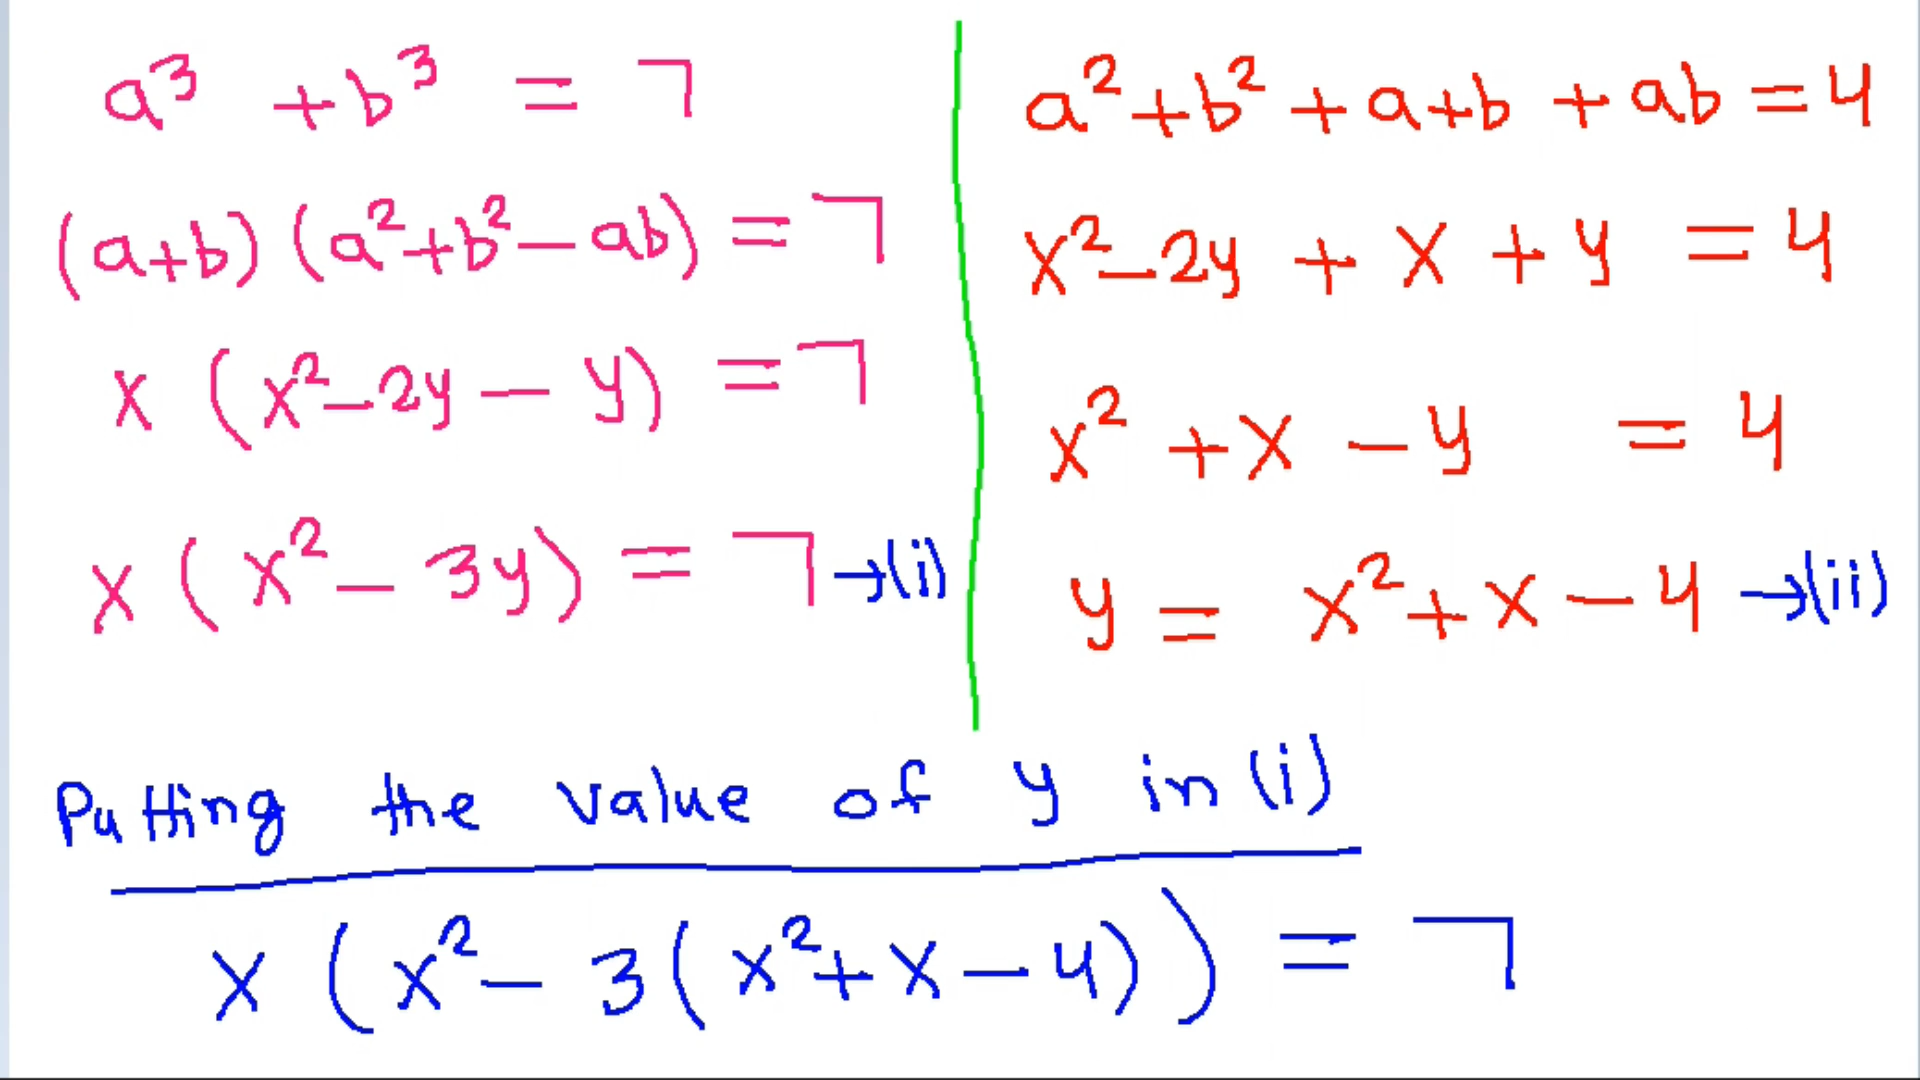 a³ + b³ = 7
(a+b) (a²+b²-ab) = 7
x (x²-2y - y) = 7
x (x² - 3y) = 7 →(i)
a²+b² + a+b + ab = 4
x²-2y + x + y = 4
x² + x - y = 4
y = x² + x - 4 →(ii)
Putting the value of y in (i)
x (x² - 3(x²+x-4)) = 7